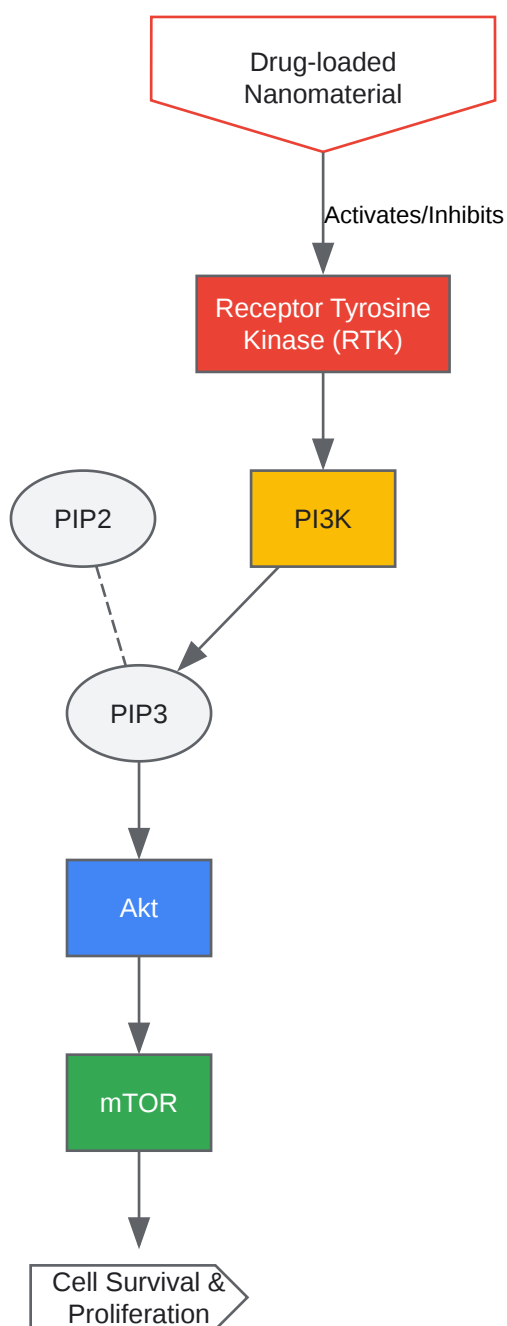 Drug-loaded
Nanomaterial
Activates/Inhibits
Receptor Tyrosine
Kinase (RTK)
PIP2
PI3K
PIP3
Akt
mTOR
Cell Survival &
Proliferation